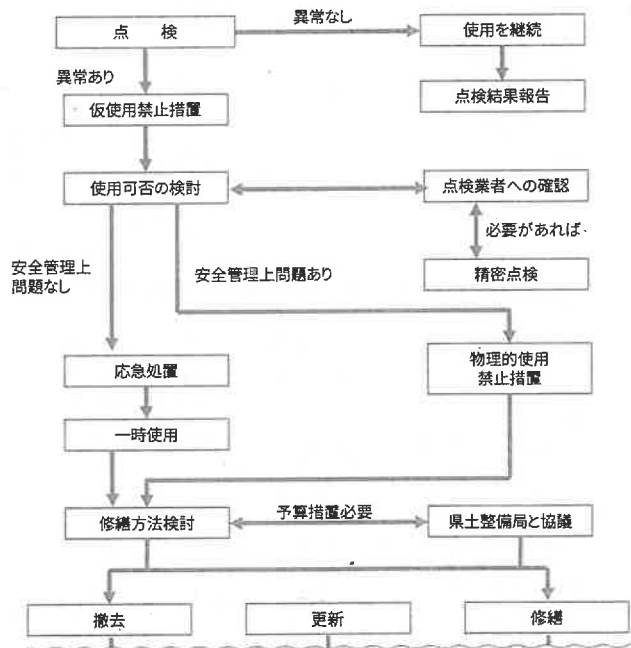 点　検
異常なし
使用を継続
異常あり
点検結果報告
仮使用禁止措置
使用可否の検討
点検業者への確認
必要があれば
安全管理上
問題なし
安全管理上問題あり
精密点検
応急処置
物理的使用
禁止措置
一時使用
修繕方法検討
予算措置必要
県土整備局と協議
撤去
更新
修繕